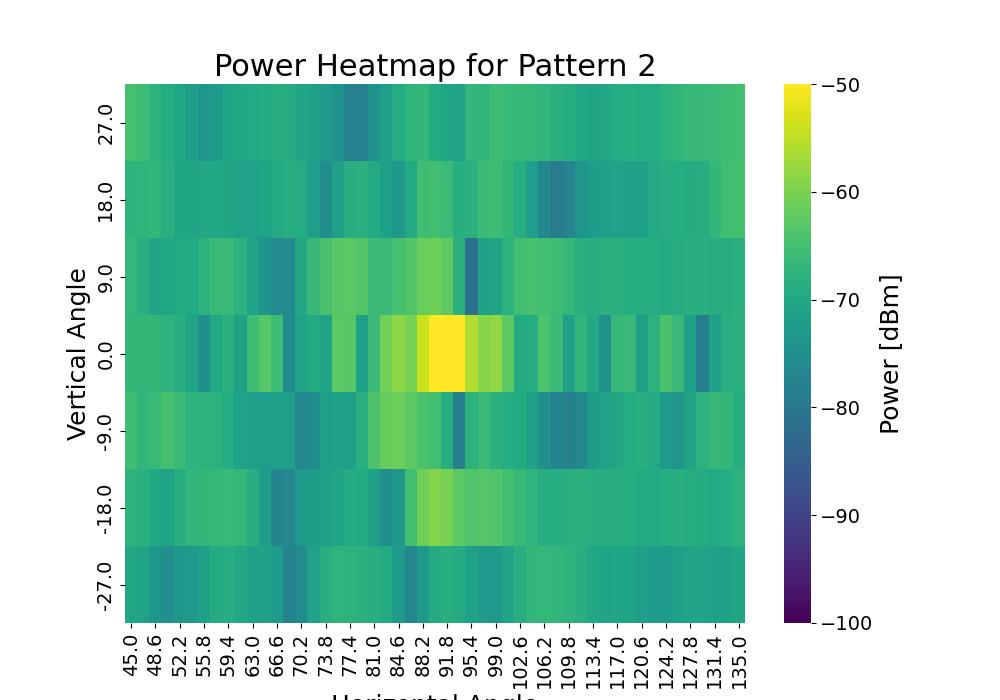 Power Heatmap for Pattern 2
Vertical Angle
27.0
18.0
9.0
0.0
-9.0
-18.0
-27.0
45.0 48.6 52.2 55.8 59.4 63.0 66.6 70.2 73.8 77.4 81.0 84.6 88.2 91.8 95.4 99.0 102.6 106.2 109.8 113.4 117.0 120.6 124.2 127.8 131.4 135.0
Horizontal Angle
−50
−60
−70
−80
−90
−100
Power [dBm]